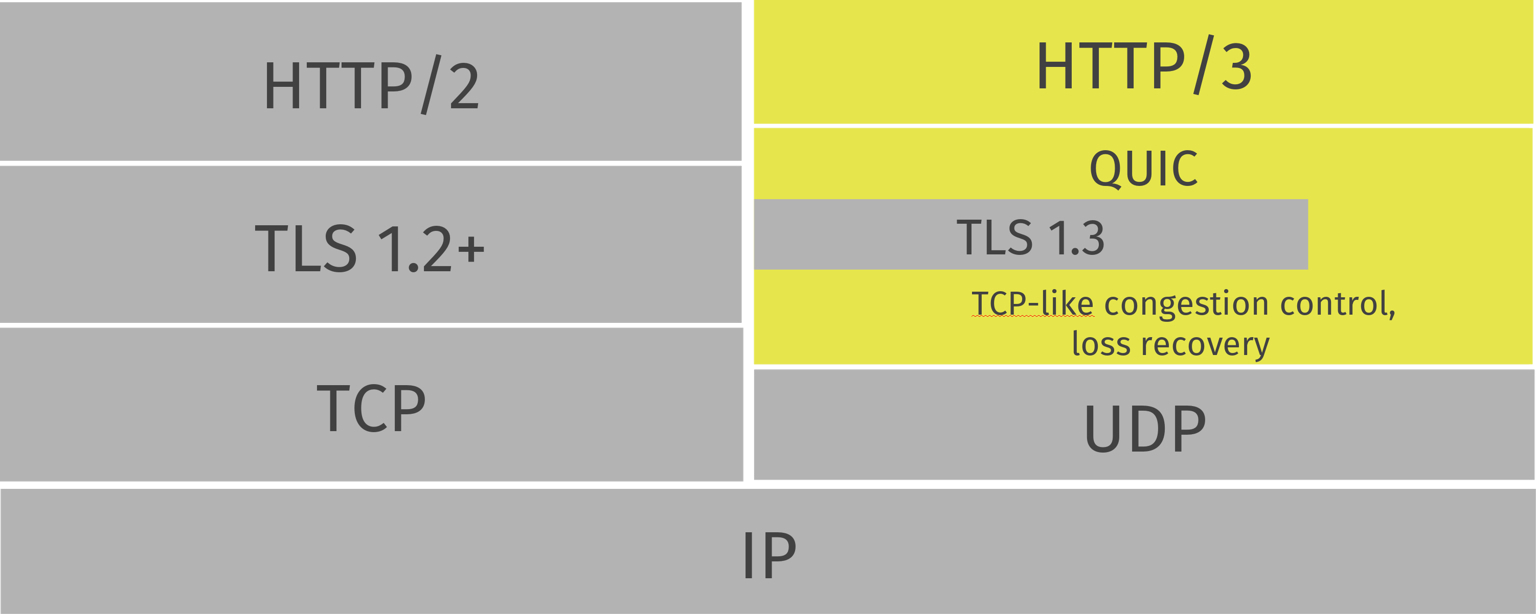 HTTP/2
TLS 1.2+
TCP
HTTP/3
QUIC
TLS 1.3
TCP-like congestion control,
loss recovery
UDP
IP